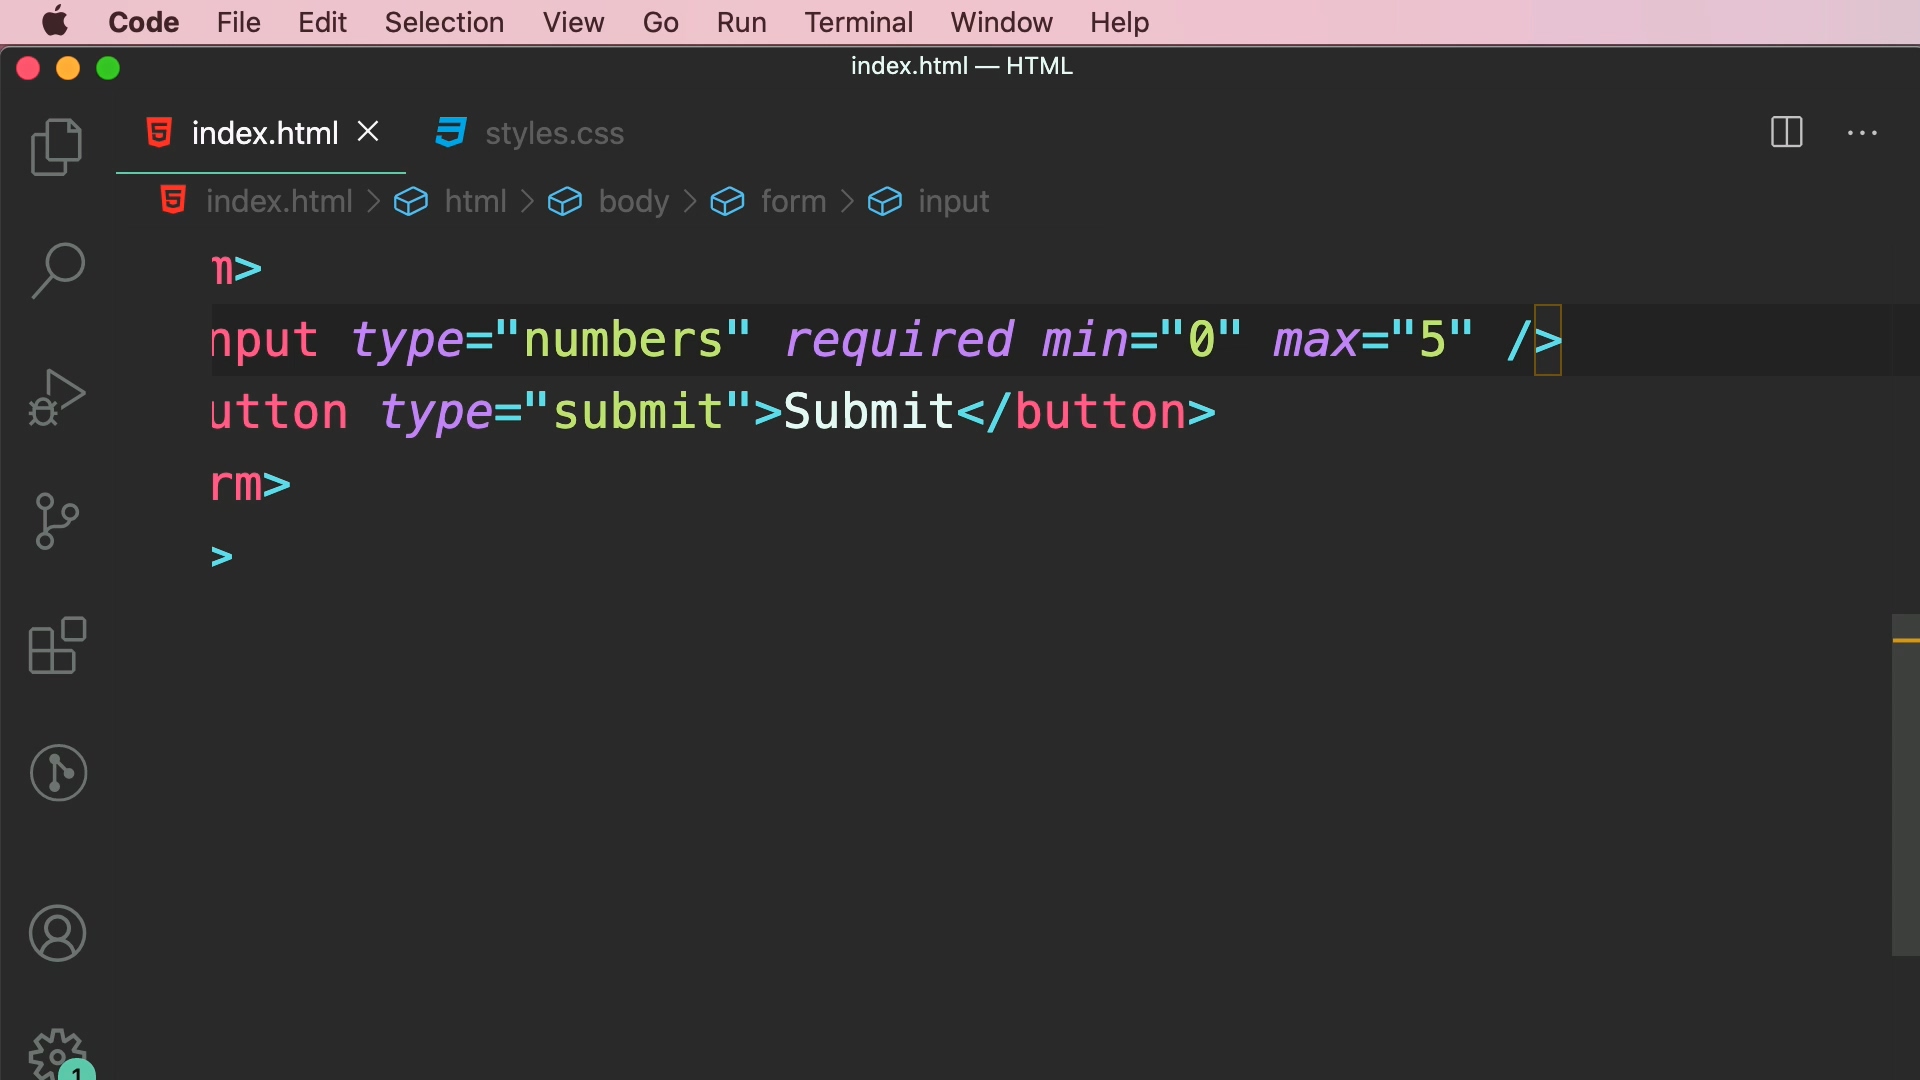 Code File Edit Selection View Go Run Terminal Window Help
index.html — HTML
index.html styles.css
index.html > html > body > form > input
m>
nput type="numbers" required min="0" max="5" />
utton type="submit">Submit</button>
rm>
>
1